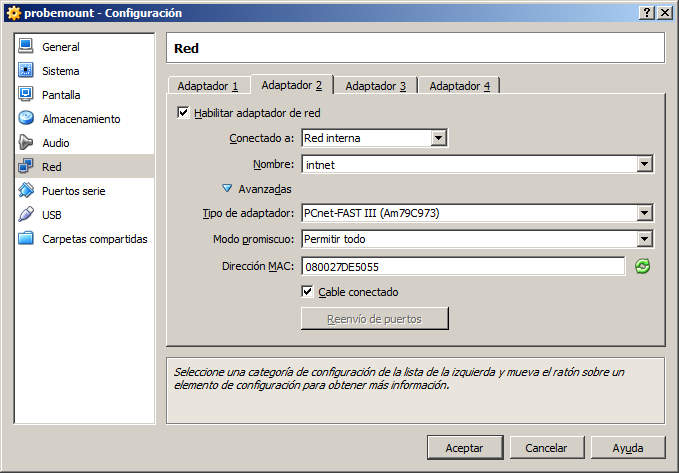 probemount - Configuración
General
Sistema
Pantalla
Almacenamiento
Audio
Red
Puertos serie
USB
Carpetas compartidas
Red
Adaptador 1 Adaptador 2 Adaptador 3 Adaptador 4
Habilitar adaptador de red
Conectado a: Red interna
Nombre: intnet
Avanzadas
Tipo de adaptador: PCnet-FAST III (Am79C973)
Modo promiscuo: Permitir todo
Dirección MAC: 080027DE5055
Cable conectado
Reenvío de puertos
Seleccione una categoría de configuración de la lista de la izquierda y mueva el ratón sobre un
elemento de configuración para obtener más información.
Aceptar Cancelar Ayuda